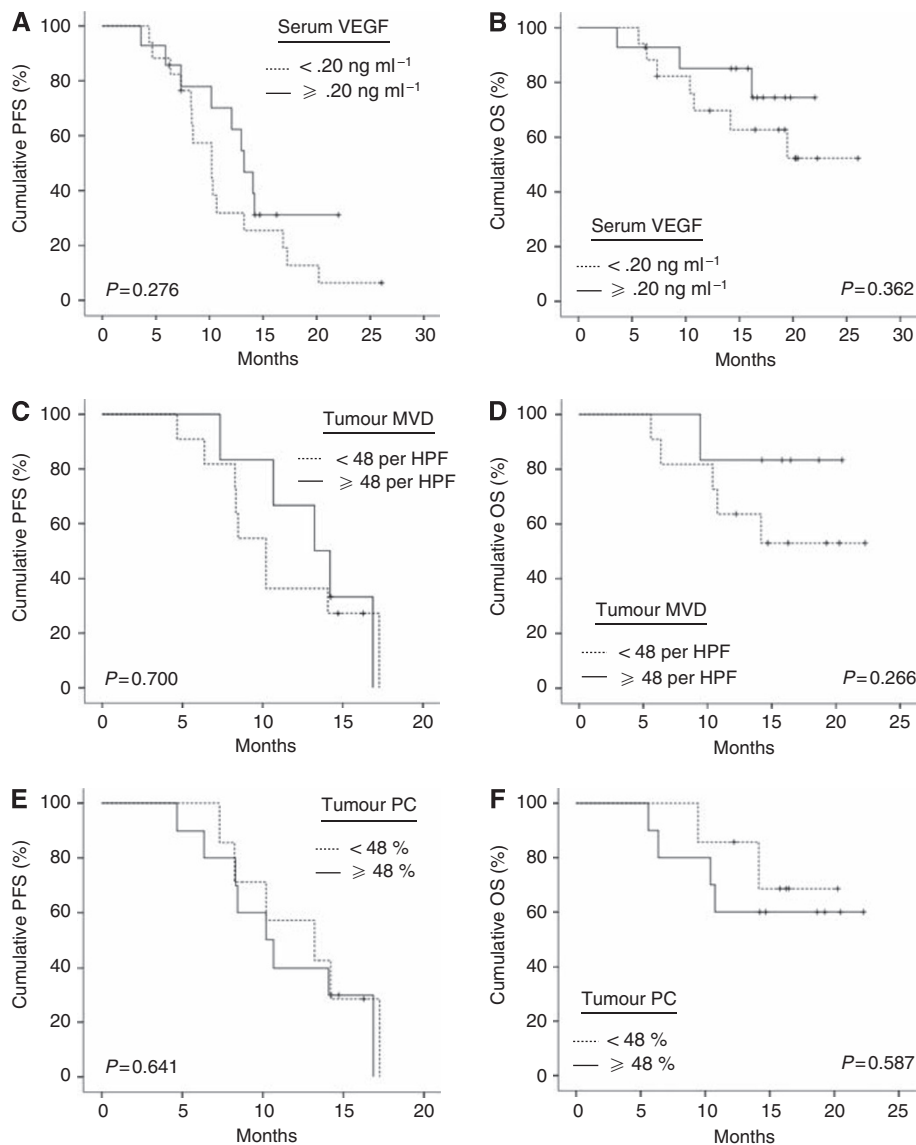 A
Cumulative PFS (%)
100
80
60
40
20
0
Serum VEGF
< .20 ng ml⁻¹
⩾ .20 ng ml⁻¹
P=0.276
0 5 10 15 20 25 30
Months
B
Cumulative OS (%)
100
80
60
40
20
0
Serum VEGF
< .20 ng ml⁻¹
⩾ .20 ng ml⁻¹
P=0.362
0 5 10 15 20 25 30
Months
C
Cumulative PFS (%)
100
80
60
40
20
0
Tumour MVD
< 48 per HPF
⩾ 48 per HPF
P=0.700
0 5 10 15 20
Months
D
Cumulative OS (%)
100
80
60
40
20
0
Tumour MVD
< 48 per HPF
⩾ 48 per HPF
P=0.266
0 5 10 15 20 25
Months
E
Cumulative PFS (%)
100
80
60
40
20
0
Tumour PC
< 48 %
⩾ 48 %
P=0.641
0 5 10 15 20
Months
F
Cumulative OS (%)
100
80
60
40
20
0
Tumour PC
< 48 %
⩾ 48 %
P=0.587
0 5 10 15 20 25
Months